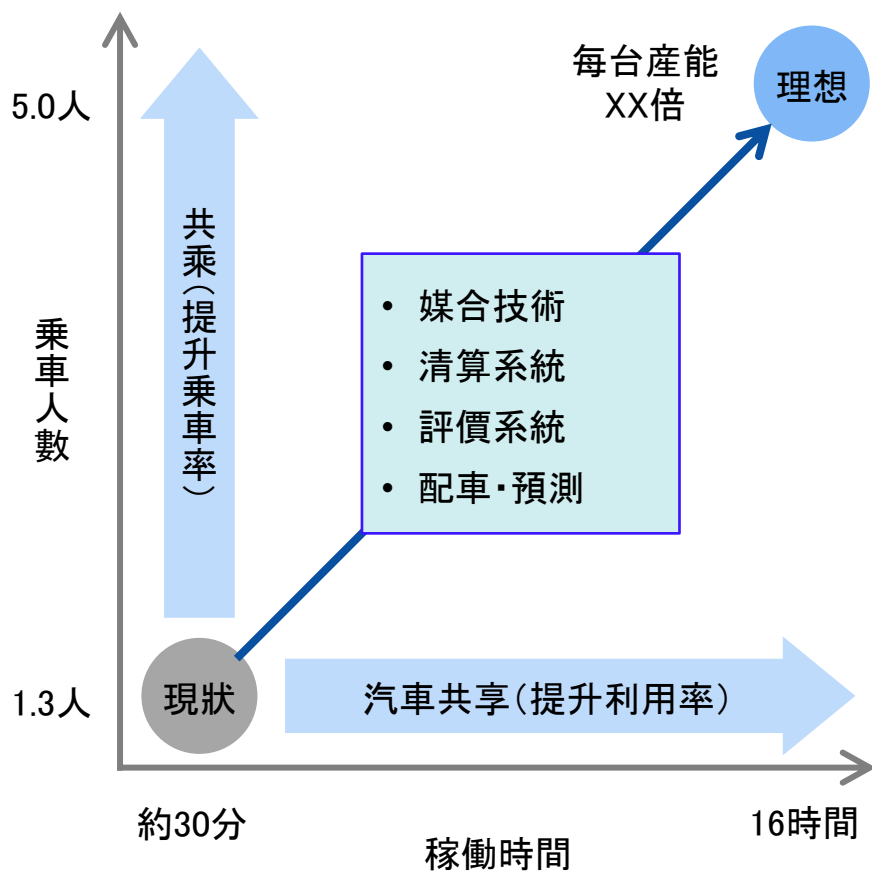 每台産能
XX倍
理想
5.0人
共乘(提升乗車率)
乗車人數
• 媒合技術
• 清算系統
• 評價系統
• 配車・預測
1.3人
現狀
汽車共享(提升利用率)
約30分
16時間
稼働時間